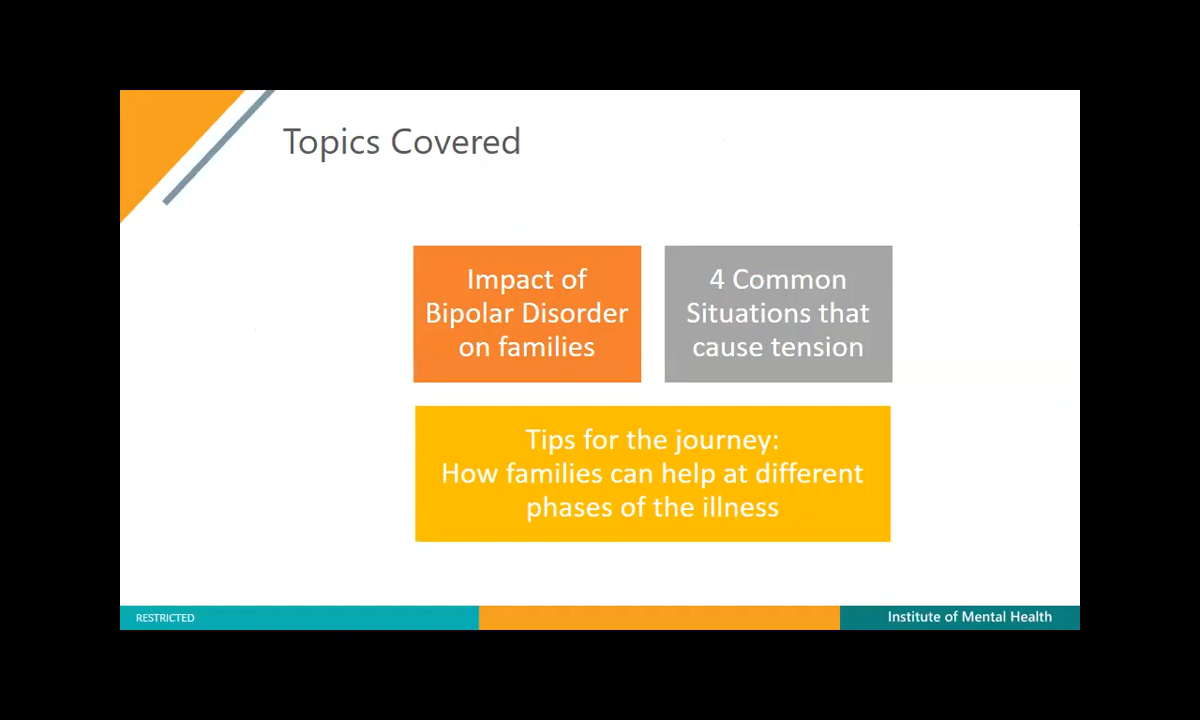 Topics Covered
Impact of
Bipolar Disorder
on families
4 Common
Situations that
cause tension
Tips for the journey:
How families can help at different
phases of the illness
RESTRICTED
Institute of Mental Health